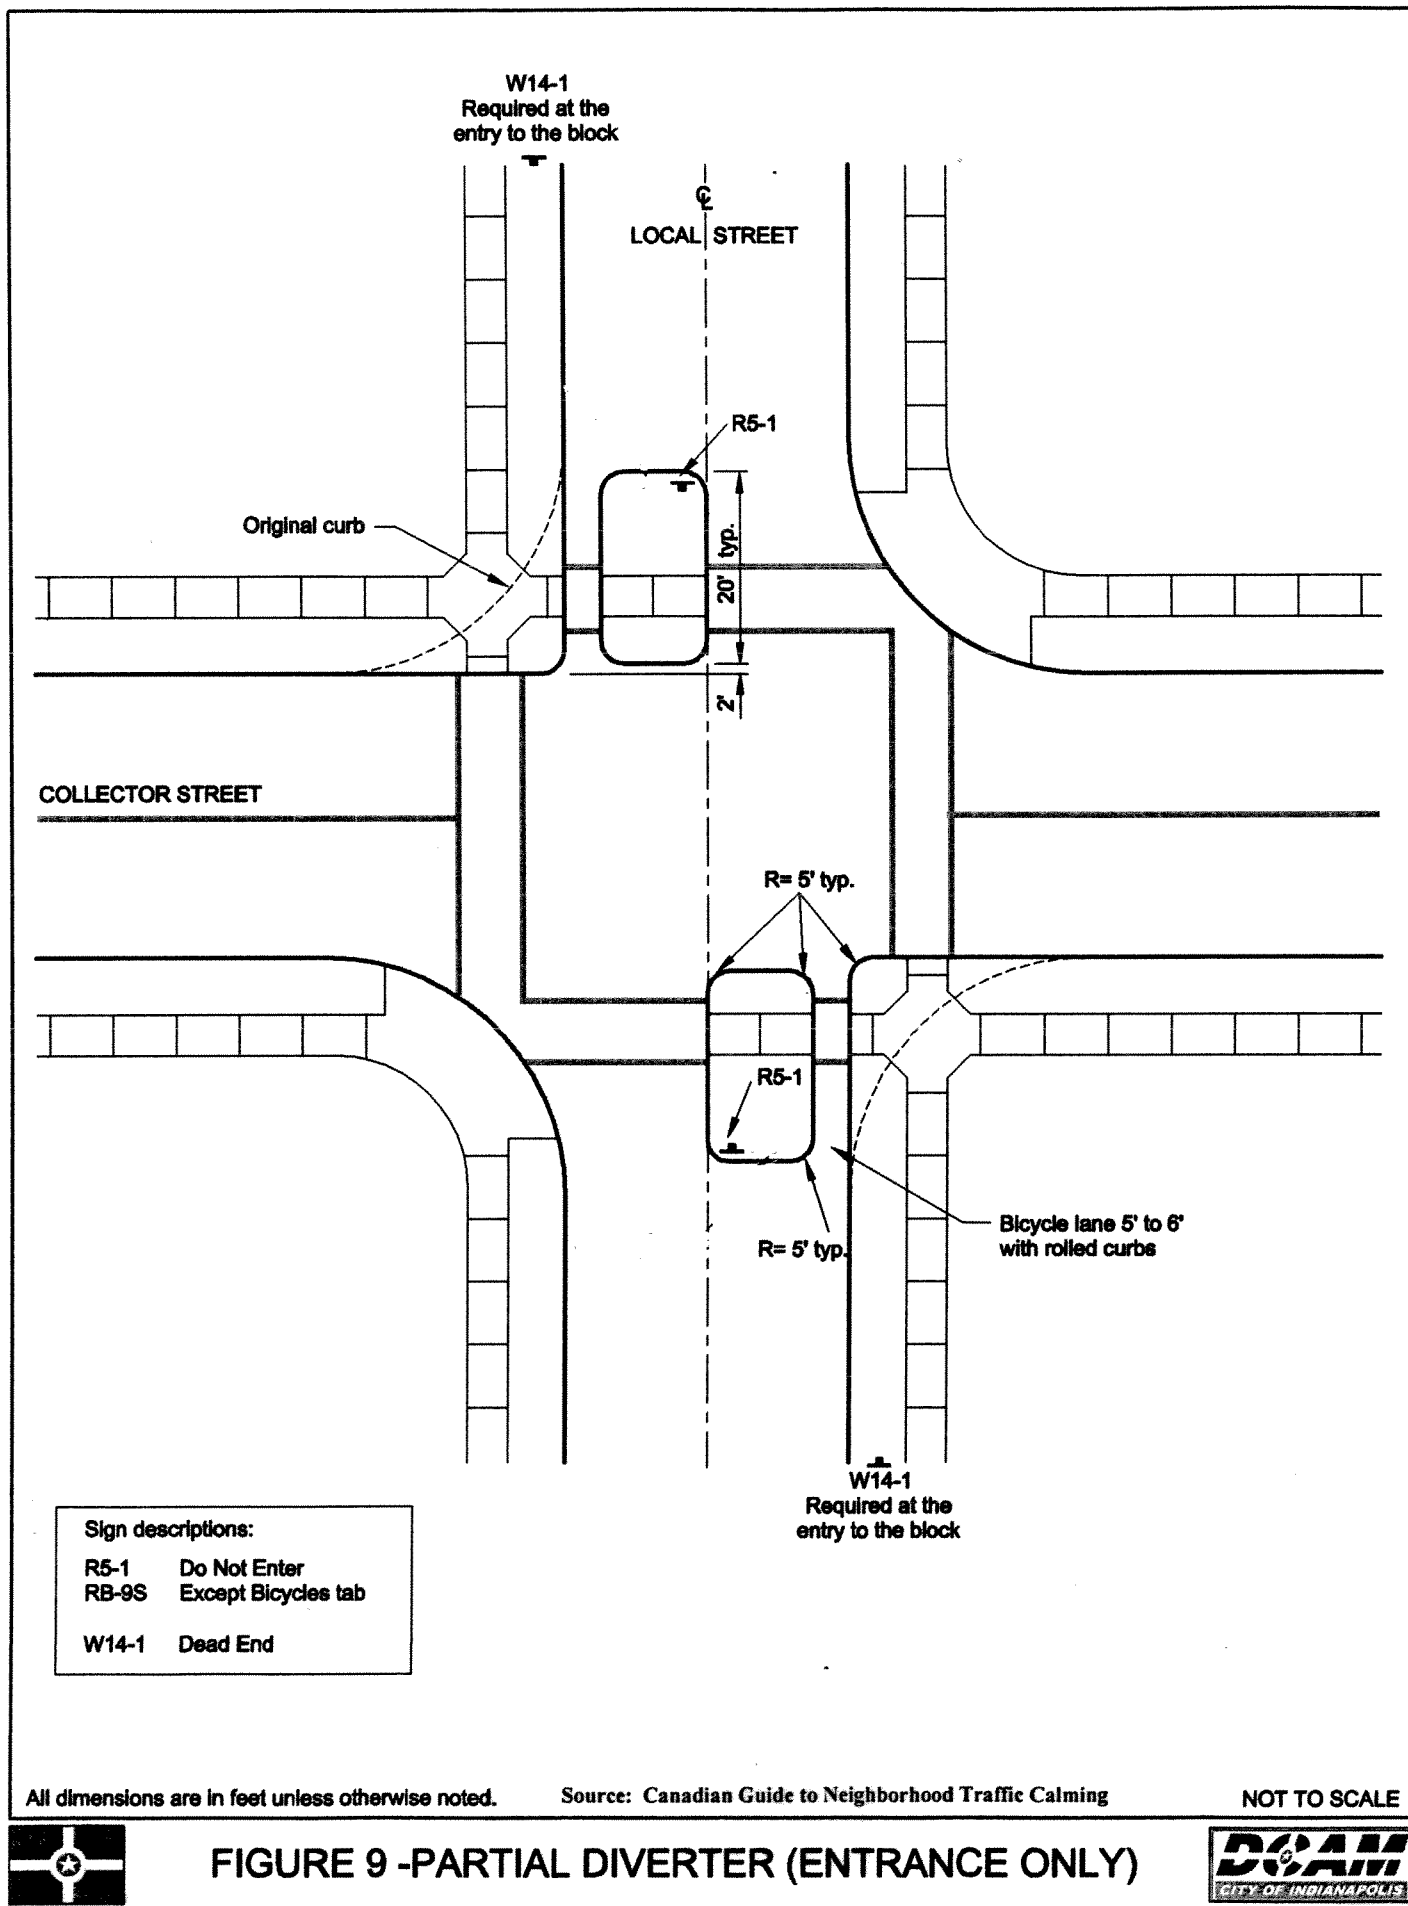 W14-1
Required at the
entry to the block
℄
LOCAL STREET
R5-1
Original curb
20' typ.
2'
COLLECTOR STREET
R= 5' typ.
R5-1
Bicycle lane 5' to 6'
with rolled curbs
R= 5' typ.
W14-1
Required at the
entry to the block
Sign descriptions:
R5-1 Do Not Enter
RB-9S Except Bicycles tab
W14-1 Dead End
All dimensions are in feet unless otherwise noted.
Source: Canadian Guide to Neighborhood Traffic Calming
NOT TO SCALE
FIGURE 9 -PARTIAL DIVERTER (ENTRANCE ONLY)
DCAM
CITY OF INDIANAPOLIS